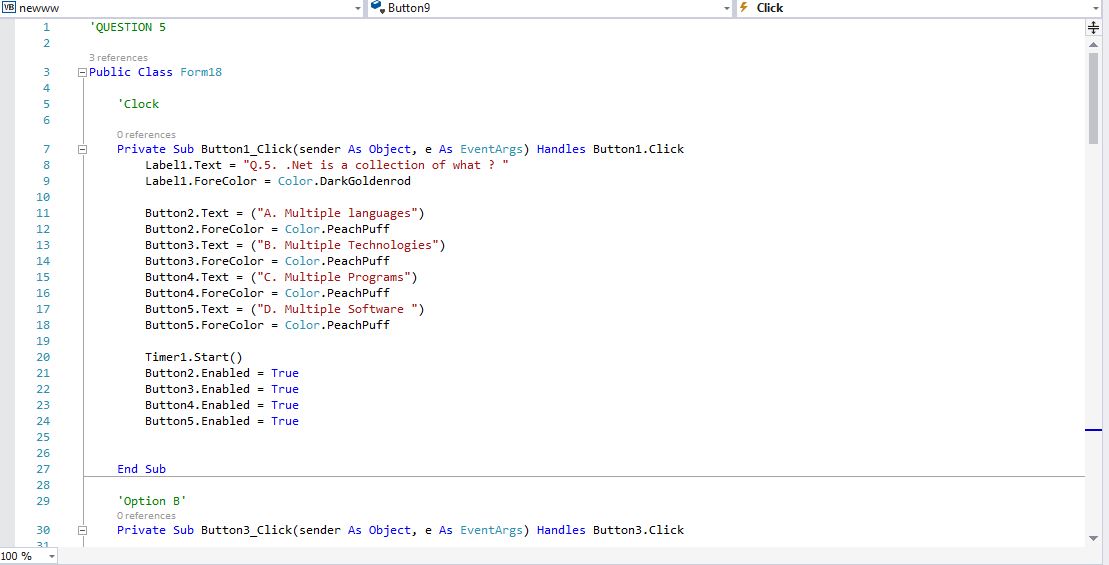 VB newww Button9 Click
1 'QUESTION 5
2
3 references
3 Public Class Form18
4
5 'Clock
6
0 references
7 Private Sub Button1_Click(sender As Object, e As EventArgs) Handles Button1.Click
8 Label1.Text = "Q.5. .Net is a collection of what ? "
9 Label1.ForeColor = Color.DarkGoldenrod
10
11 Button2.Text = ("A. Multiple languages")
12 Button2.ForeColor = Color.PeachPuff
13 Button3.Text = ("B. Multiple Technologies")
14 Button3.ForeColor = Color.PeachPuff
15 Button4.Text = ("C. Multiple Programs")
16 Button4.ForeColor = Color.PeachPuff
17 Button5.Text = ("D. Multiple Software ")
18 Button5.ForeColor = Color.PeachPuff
19
20 Timer1.Start()
21 Button2.Enabled = True
22 Button3.Enabled = True
23 Button4.Enabled = True
24 Button5.Enabled = True
25
26
27 End Sub
28
29 'Option B'
0 references
30 Private Sub Button3_Click(sender As Object, e As EventArgs) Handles Button3.Click
31
100 %